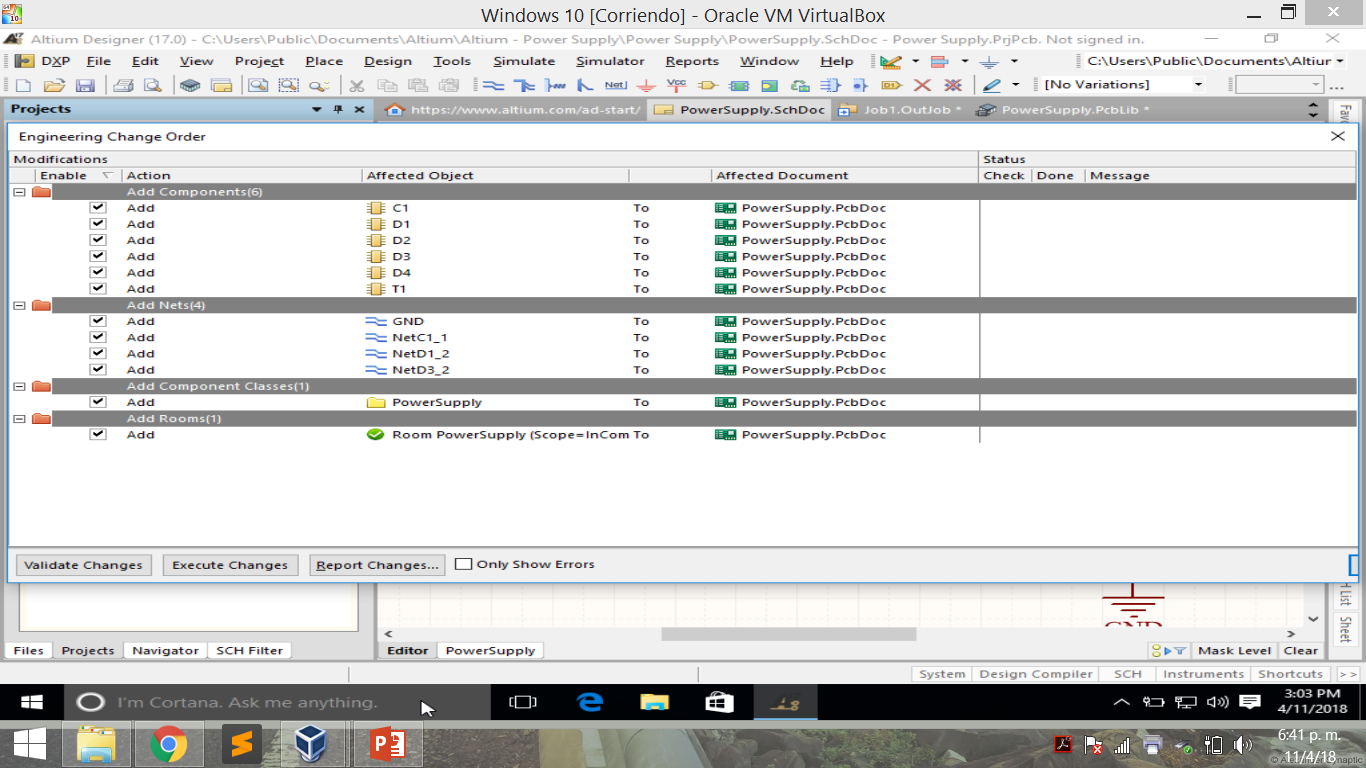 Windows 10 [Corriendo] - Oracle VM VirtualBox
Altium Designer (17.0) - C:\Users\Public\Documents\Altium\Altium - Power Supply\Power Supply\PowerSupply.SchDoc - Power Supply.PrjPcb. Not signed in.
DXP File Edit View Project Place Design Tools Simulate Simulator Reports Window Help C:\Users\Public\Documents\Altiur
Net VCC D1 [No Variations] ...
Projects https://www.altium.com/ad-start/ PowerSupply.SchDoc Job1.OutJob * PowerSupply.PcbLib *
Engineering Change Order
Modifications Status
Enable Action Affected Object Affected Document Check Done Message
Add Components(6)
Add C1 To PowerSupply.PcbDoc
Add D1 To PowerSupply.PcbDoc
Add D2 To PowerSupply.PcbDoc
Add D3 To PowerSupply.PcbDoc
Add D4 To PowerSupply.PcbDoc
Add T1 To PowerSupply.PcbDoc
Add Nets(4)
Add GND To PowerSupply.PcbDoc
Add NetC1_1 To PowerSupply.PcbDoc
Add NetD1_2 To PowerSupply.PcbDoc
Add NetD3_2 To PowerSupply.PcbDoc
Add Component Classes(1)
Add PowerSupply To PowerSupply.PcbDoc
Add Rooms(1)
Add Room PowerSupply (Scope=InCom To PowerSupply.PcbDoc
Validate Changes Execute Changes Report Changes... Only Show Errors
GND
Sheet
Files Projects Navigator SCH Filter Editor PowerSupply Mask Level Clear
System Design Compiler SCH Instruments Shortcuts >>
I'm Cortana. Ask me anything.
3:03 PM
4/11/2018
6:41 p. m.
11/4/18